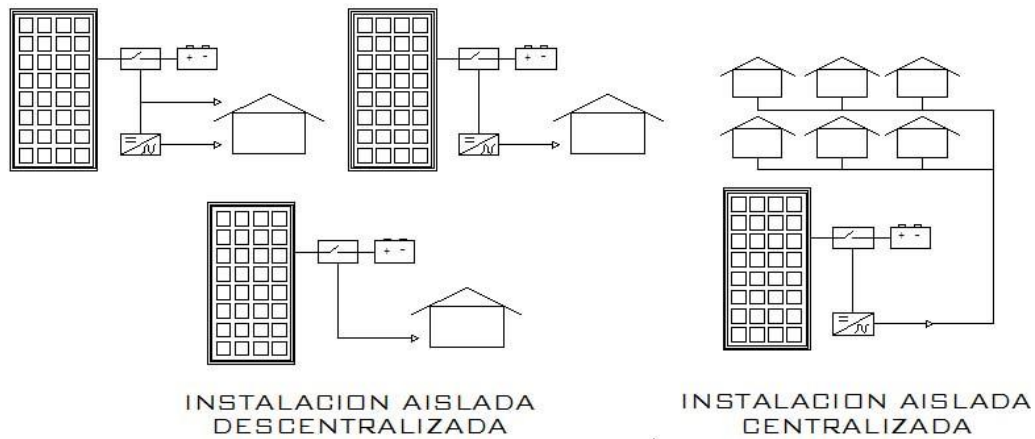 + -
+ -
+ -
+ -
INSTALACION AISLADA
DESCENTRALIZADA
INSTALACION AISLADA
CENTRALIZADA